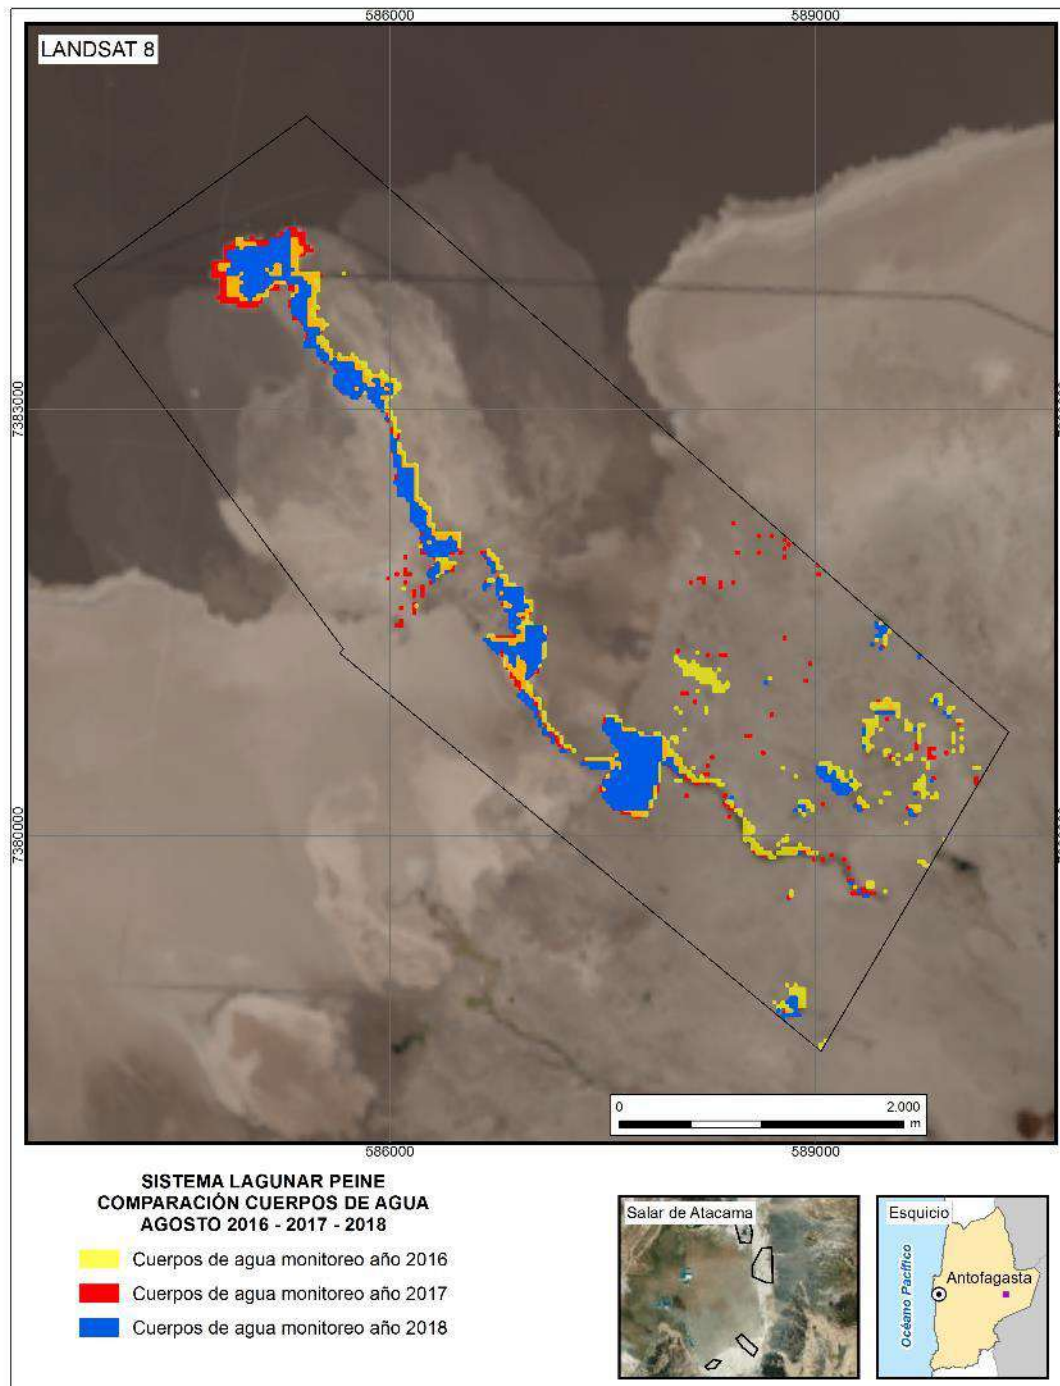 586000
589000
LANDSAT 8
7383000
7380000
0
2.000
m
586000
589000
SISTEMA LAGUNAR PEINE
COMPARACIÓN CUERPOS DE AGUA
AGOSTO 2016 - 2017 - 2018
Cuerpos de agua monitoreo año 2016
Cuerpos de agua monitoreo año 2017
Cuerpos de agua monitoreo año 2018
Salar de Atacama
Esquicio
Océano Pacífico
Antofagasta